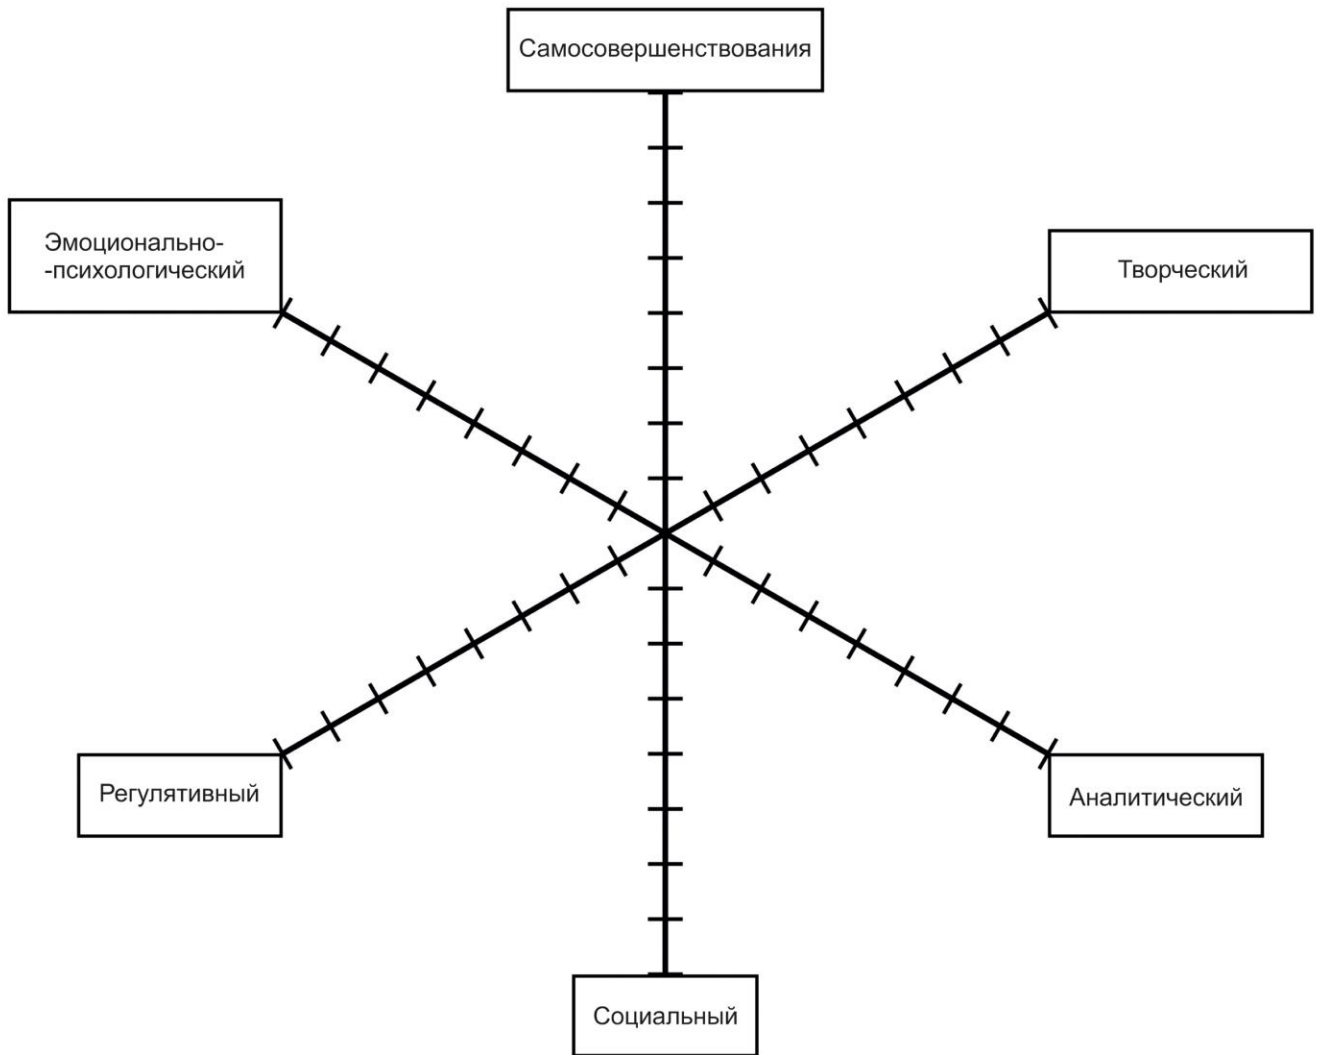 Самосовершенствования
Эмоционально-
-психологический
Творческий
Регулятивный
Аналитический
Социальный